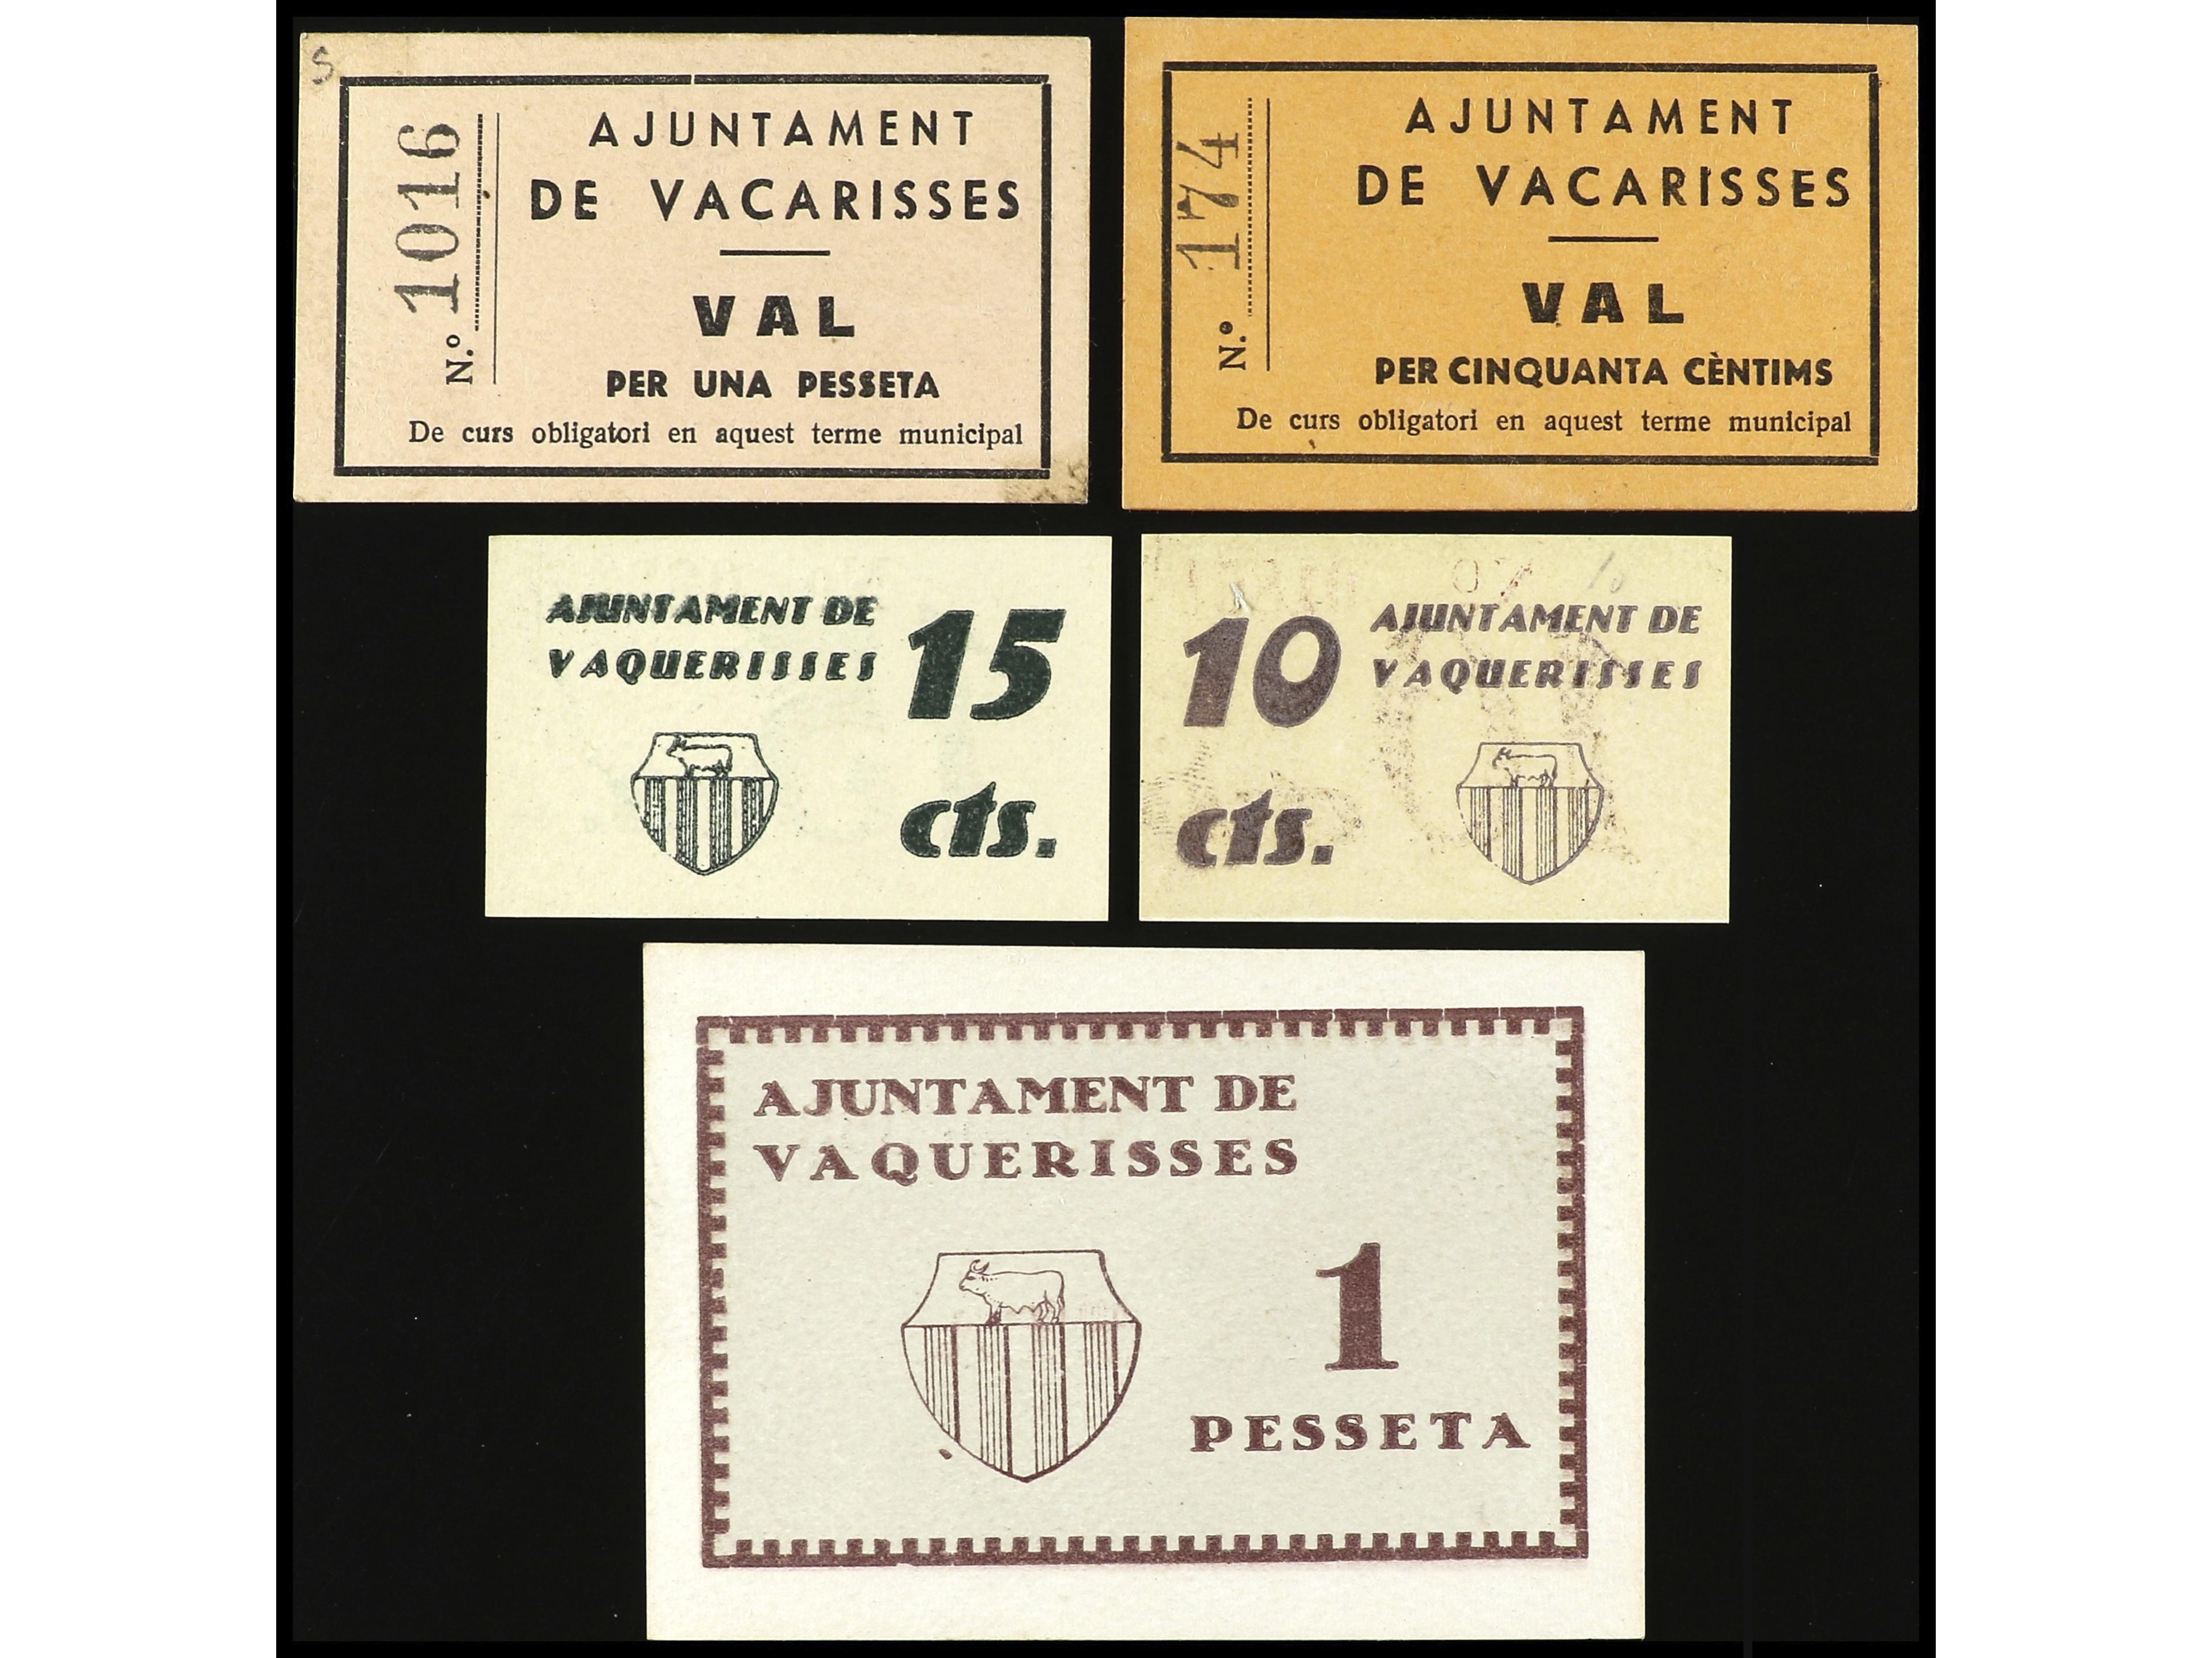 S
N.º 1016
AJUNTAMENT
DE VACARISSES
VAL
PER UNA PESSETA
De curs obligatori en aquest terme municipal
N.º 174
AJUNTAMENT
DE VACARISSES
VAL
PER CINQUANTA CÈNTIMS
De curs obligatori en aquest terme municipal
AJUNTAMENT DE
VAQUERISSES
15
cts.
10
AJUNTAMENT DE
VAQUERISSES
cts.
AJUNTAMENT DE
VAQUERISSES
1
PESSETA